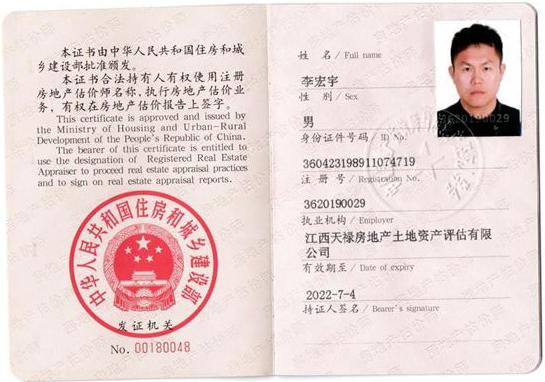 本证书由中华人民共和国住房和城
乡建设部批准颁发。
本证书合法持有人有权使用注册
房地产估价师名称，执行房地产估价业
务，有权在房地产估价报告上签字。
This certificate is approved and issued by
the Ministry of Housing and Urban-Rural
Development of the People's Republic of China.
The bearer of this certificate is entitled to
use the designation of Registered Real Estate
Appraiser to proceed real estate appraisal practices
and to sign on real estate appraisal reports.
中华人民共和国住房和城乡建设部
发证机关
No. 00180048
姓 名 / Full name
李宏宇
性 别 / Sex
男
身份证件号码 / ID No.
360423198911074719
注 册 号 / Registration No.
3620190029
执业机构 / Employer
江西天禄房地产土地资产评估有限
公司
有效期至 / Date of expiry
2022-7-4
持证人签名 / Bearer's signature
3620190029